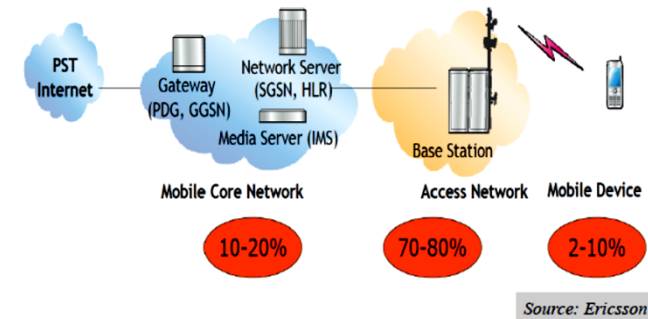 PST
Internet
Gateway
(PDG, GGSN)
Network Server
(SGSN, HLR)
Media Server (IMS)
Base Station
Mobile Core Network
Access Network
Mobile Device
10-20%
70-80%
2-10%
Source: Ericsson